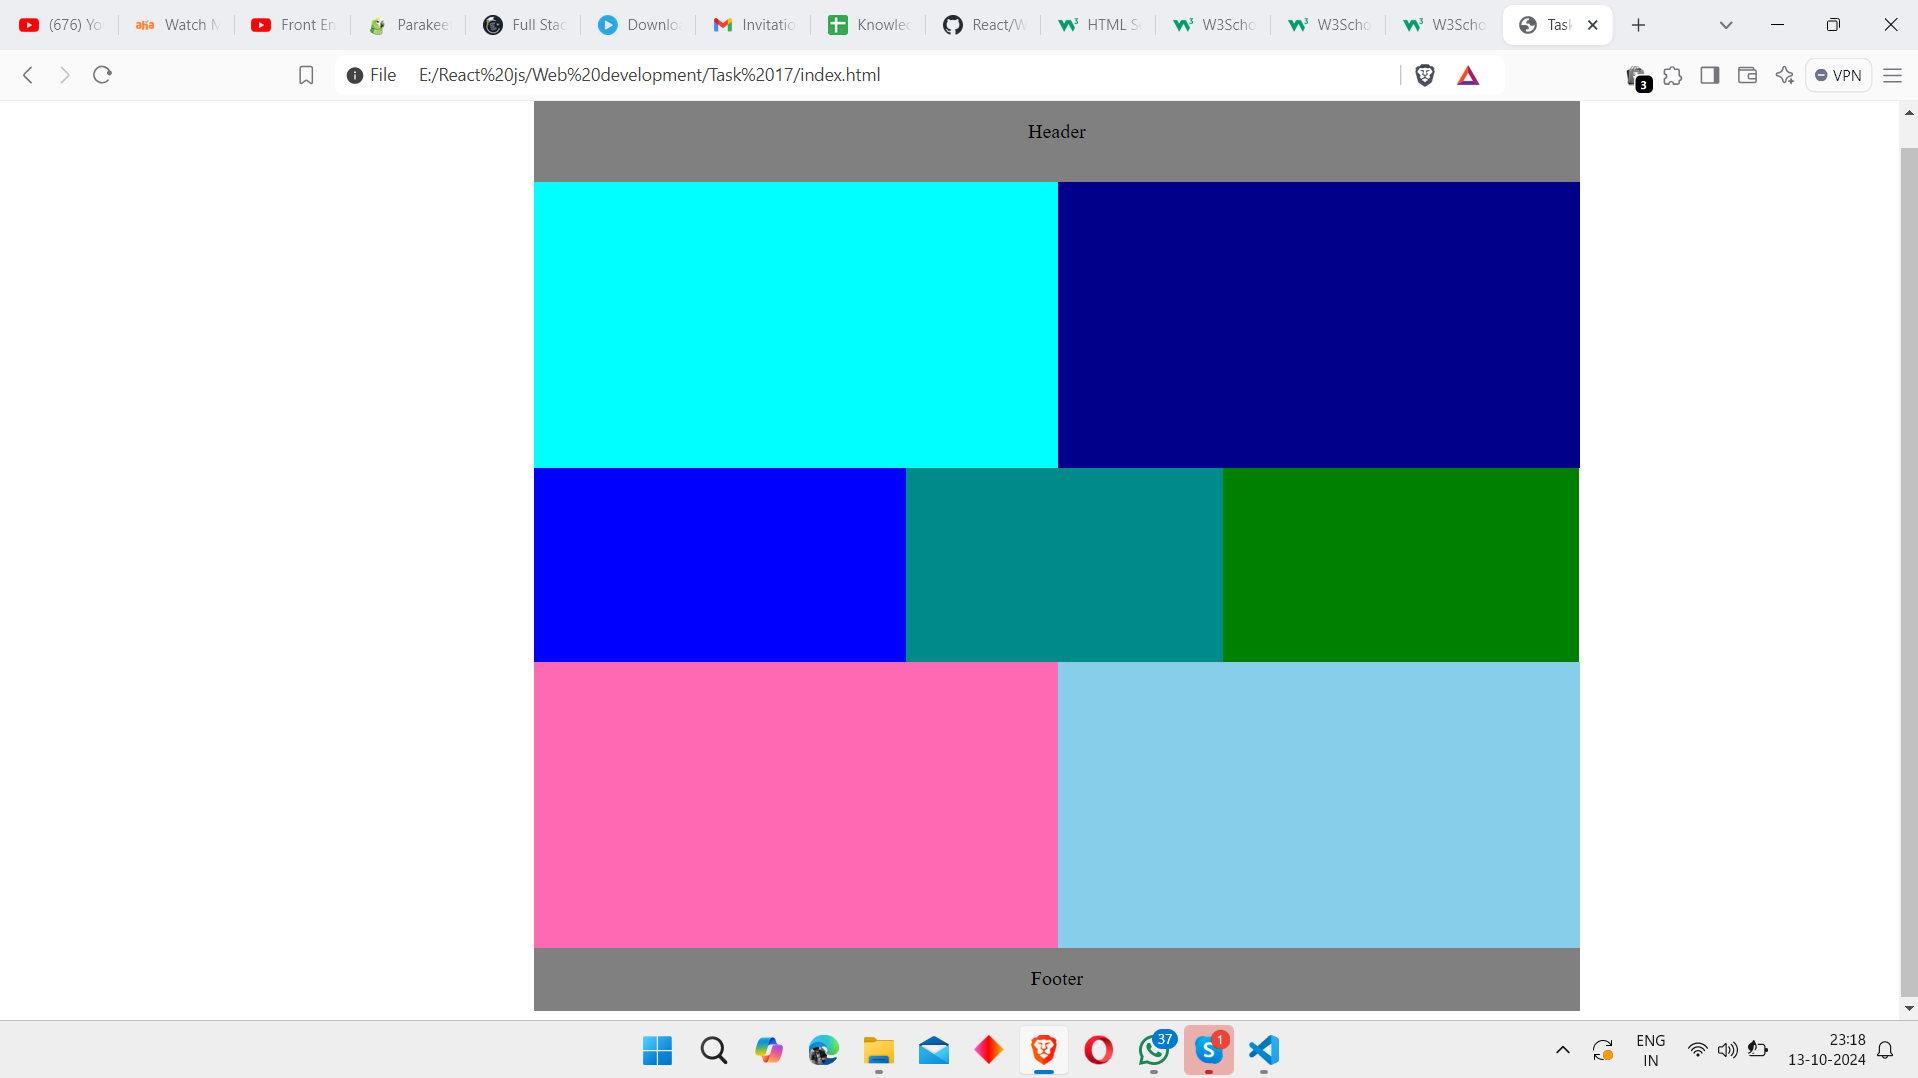 (676) Yo
aha Watch M
Front En
Parakee
Full Stac
Downlo
Invitatio
Knowled
React/W
HTML S
W3Scho
W3Scho
W3Scho
Task
File E:/React%20js/Web%20development/Task%2017/index.html
3
VPN
Header
Footer
37
1
ENG
IN
23:18
13-10-2024